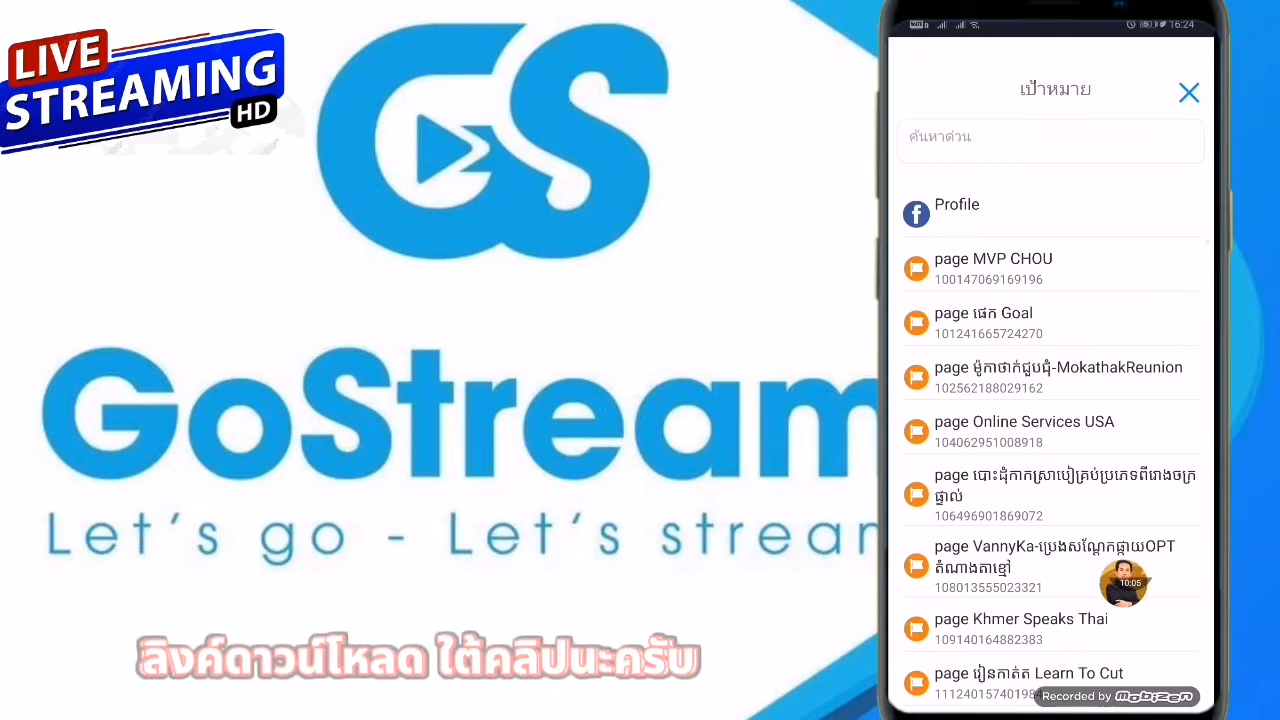 LIVE
STREAMING
HD
GS
GoStream
Let's go - Let's stream
ลิงค์ดาวน์โหลด ใต้คลิปนะครับ
16:24
เป้าหมาย
ค้นหาด่วน
Profile
page MVP CHOU
100147069169196
page ផេក Goal
101241665724270
page ម៉ូកាថាក់ជួបជុំ-MokathakReunion
102562188029162
page Online Services USA
104062951008918
page បោះដុំកាកស្រាបៀគ្រប់ប្រភេទពីរោងចក្រ
ផ្ទាល់
106496901869072
page VannyKa-ប្រេងសណ្តែកផ្កាយOPT
តំណាងតាខ្មៅ
108013555023321
10:05
page Khmer Speaks Thai
109140164882383
page រៀនកាត់ត Learn To Cut
111240157401984
Recorded by mobizen